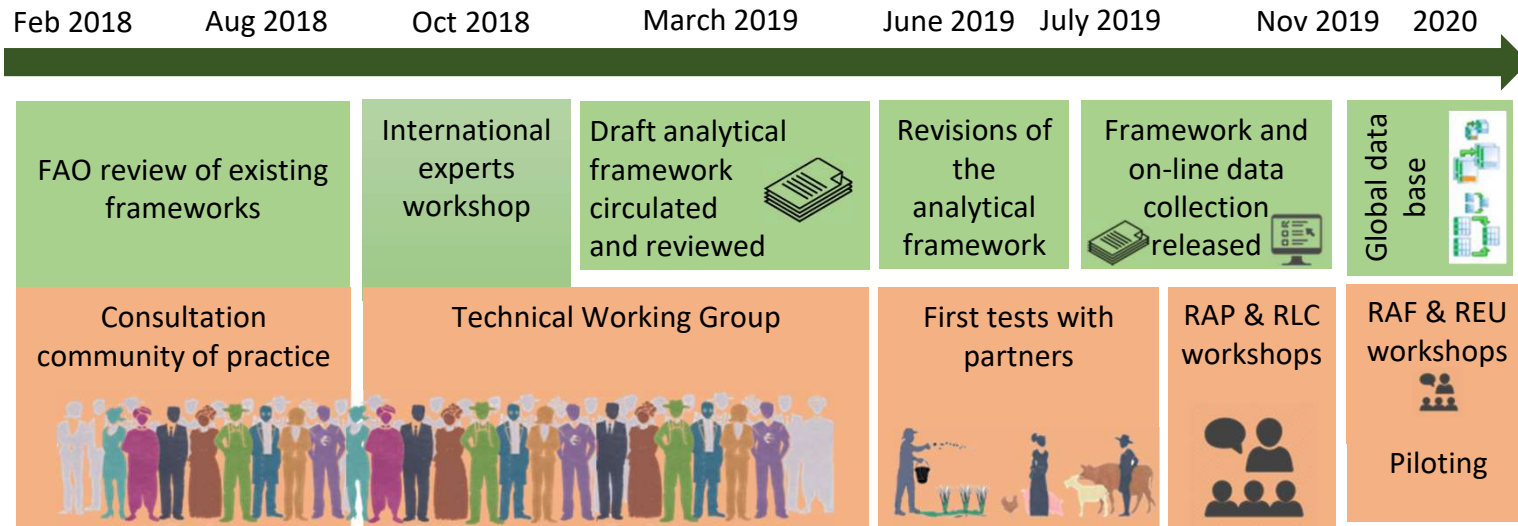 Feb 2018 Aug 2018 Oct 2018 March 2019 June 2019 July 2019 Nov 2019 2020
FAO review of existing
frameworks
International
experts
workshop
Draft analytical
framework
circulated
and reviewed
Revisions of
the
analytical
framework
Framework and
on-line data
collection
released
Global data
base
Consultation
community of practice
Technical Working Group
First tests with
partners
RAP & RLC
workshops
RAF & REU
workshops
Piloting